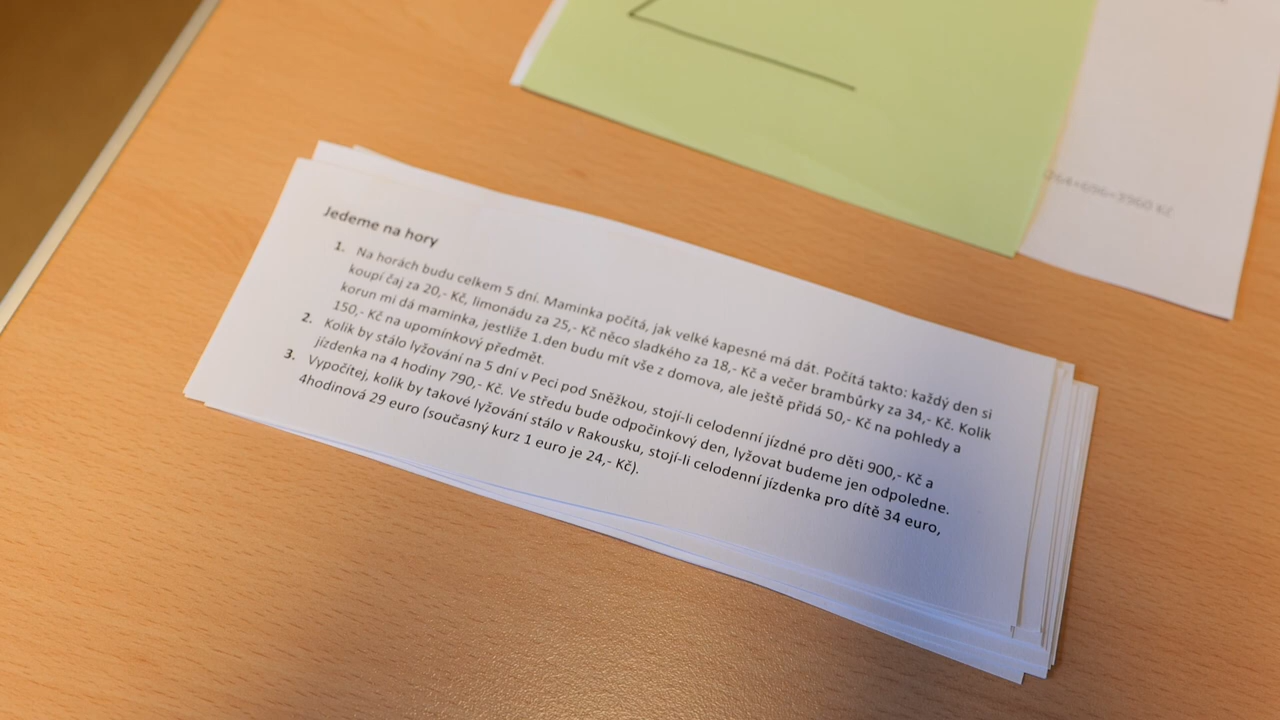 264+696=3960 Kč
Jedeme na hory
1. Na horách budu celkem 5 dní. Maminka počítá, jak velké kapesné má dát. Počítá takto: každý den si
koupí čaj za 20,- Kč, limonádu za 25,- Kč něco sladkého za 18,- Kč a večer brambůrky za 34,- Kč. Kolik
korun mi dá maminka, jestliže 1.den budu mít vše z domova, ale ještě přidá 50,- Kč na pohledy a
150,- Kč na upomínkový předmět.
2. Kolik by stálo lyžování na 5 dní v Peci pod Sněžkou, stojí-li celodenní jízdné pro děti 900,- Kč a
jízdenka na 4 hodiny 790,- Kč. Ve středu bude odpočinkový den, lyžovat budeme jen odpoledne.
3. Vypočítej, kolik by takové lyžování stálo v Rakousku, stojí-li celodenní jízdenka pro dítě 34 euro,
4hodinová 29 euro (současný kurz 1 euro je 24,- Kč).